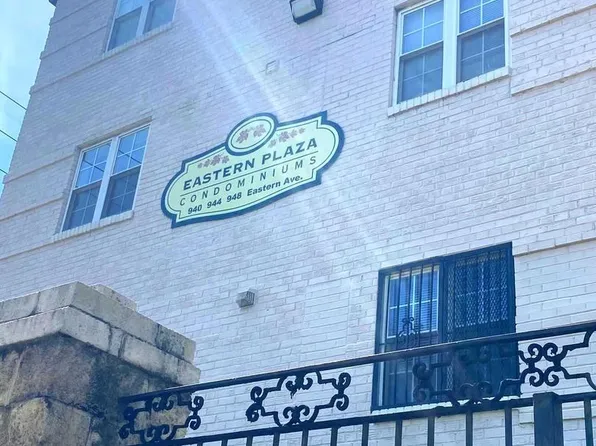 EASTERN PLAZA
CONDOMINIUMS
940 944 948 Eastern Ave.